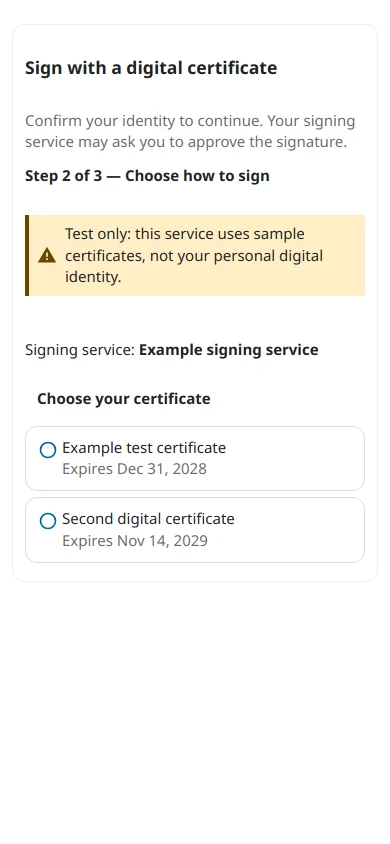 Sign with a digital certificate
Confirm your identity to continue. Your signing
service may ask you to approve the signature.
Step 2 of 3 — Choose how to sign
Test only: this service uses sample
certificates, not your personal digital
identity.
Signing service: Example signing service
Choose your certificate
Example test certificate
Expires Dec 31, 2028
Second digital certificate
Expires Nov 14, 2029